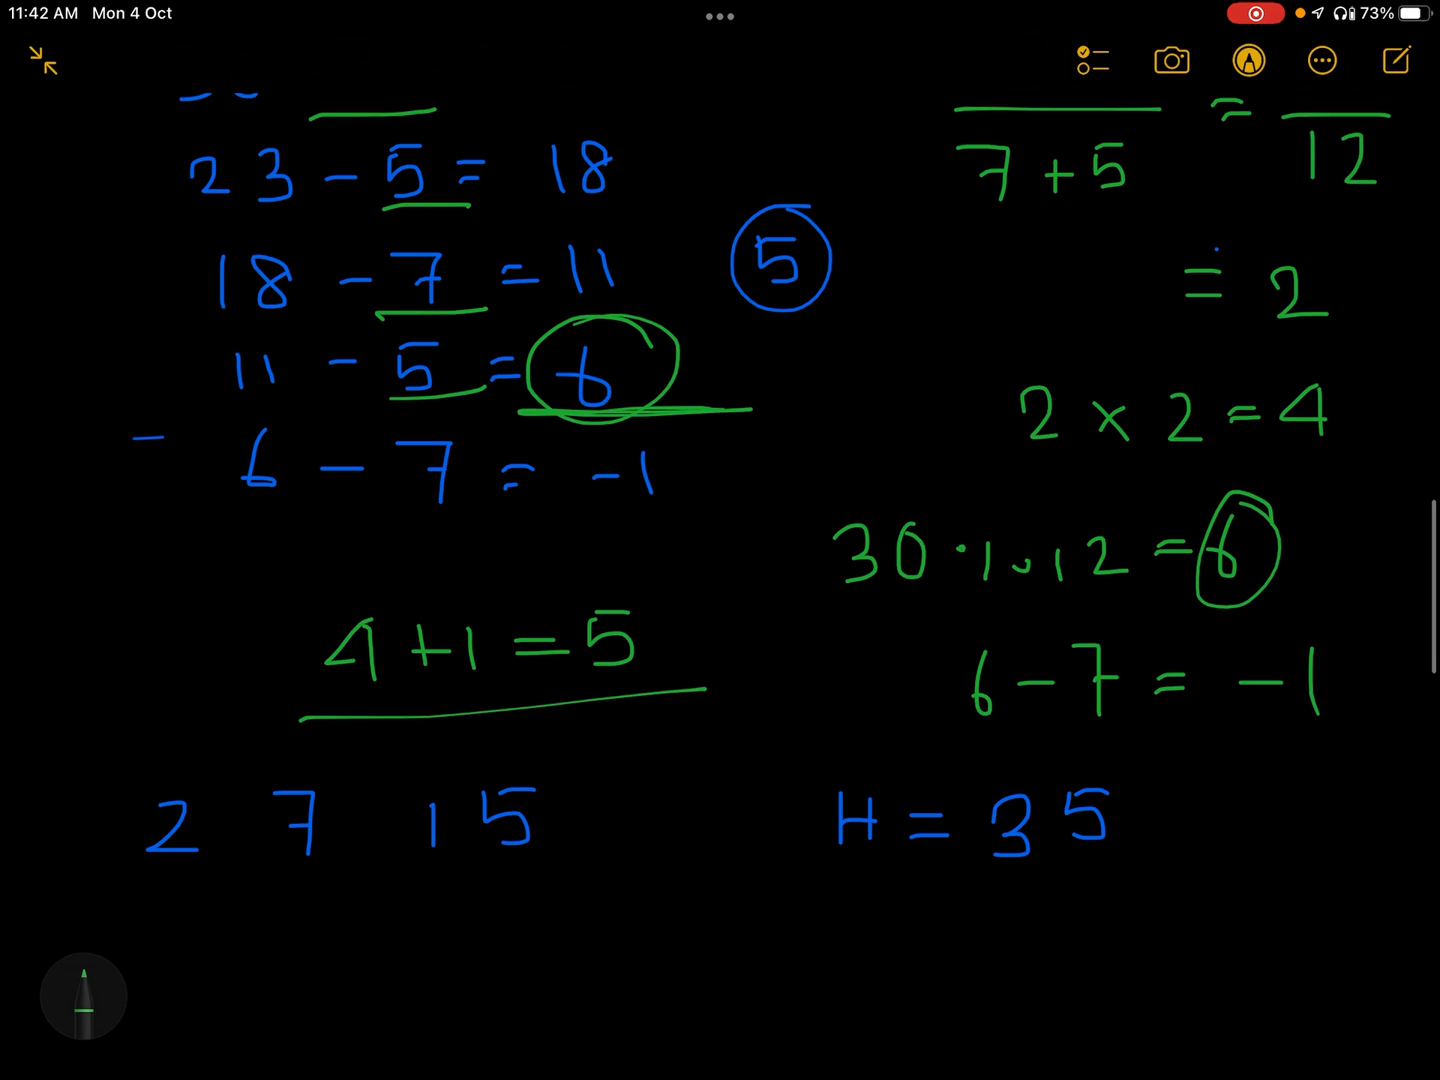 11:42 AM Mon 4 Oct
73%
23 - 5 = 18
18 - 7 = 11
5
11 - 5 = 6
6 - 7 = -1
4 + 1 = 5
2 7 15
7 + 5 = 12
= 2
2 x 2 = 4
30 % 12 = 6
6 - 7 = -1
H = 35